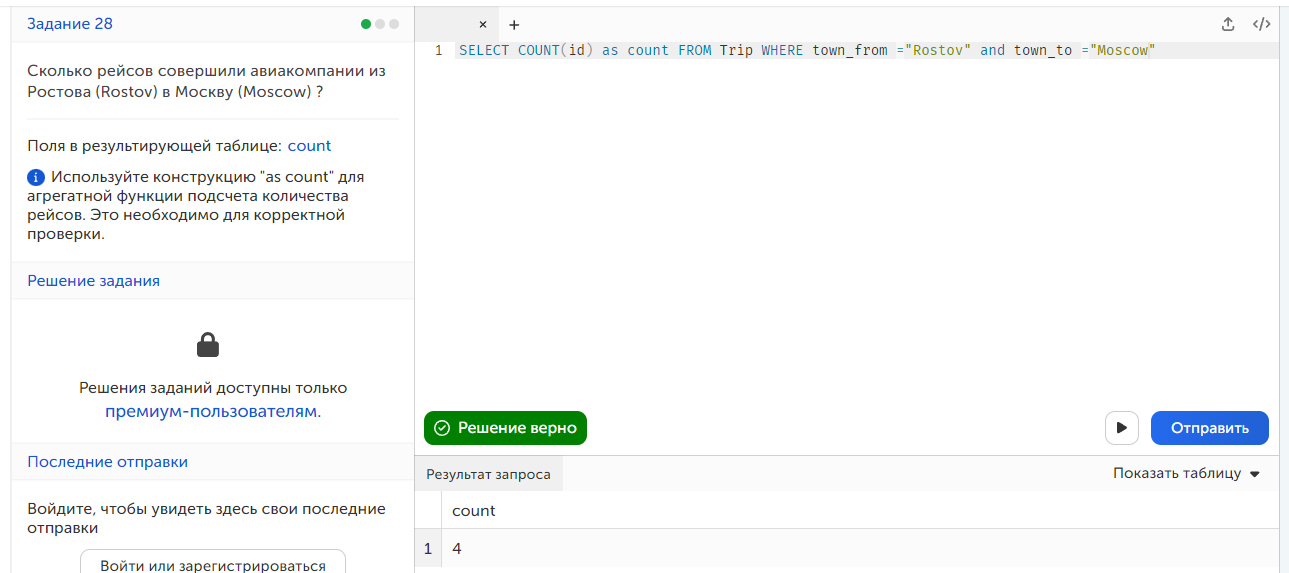 Задание 28
Сколько рейсов совершили авиакомпании из
Ростова (Rostov) в Москву (Moscow) ?
Поля в результирующей таблице: count
Используйте конструкцию "as count" для
агрегатной функции подсчета количества
рейсов. Это необходимо для корректной
проверки.
Решение задания
Решения заданий доступны только
премиум-пользователям.
Последние отправки
Войдите, чтобы увидеть здесь свои последние
отправки
Войти или зарегистрироваться
1 SELECT COUNT(id) as count FROM Trip WHERE town_from ="Rostov" and town_to ="Moscow"
Решение верно
Отправить
Результат запроса
Показать таблицу
count
1 4